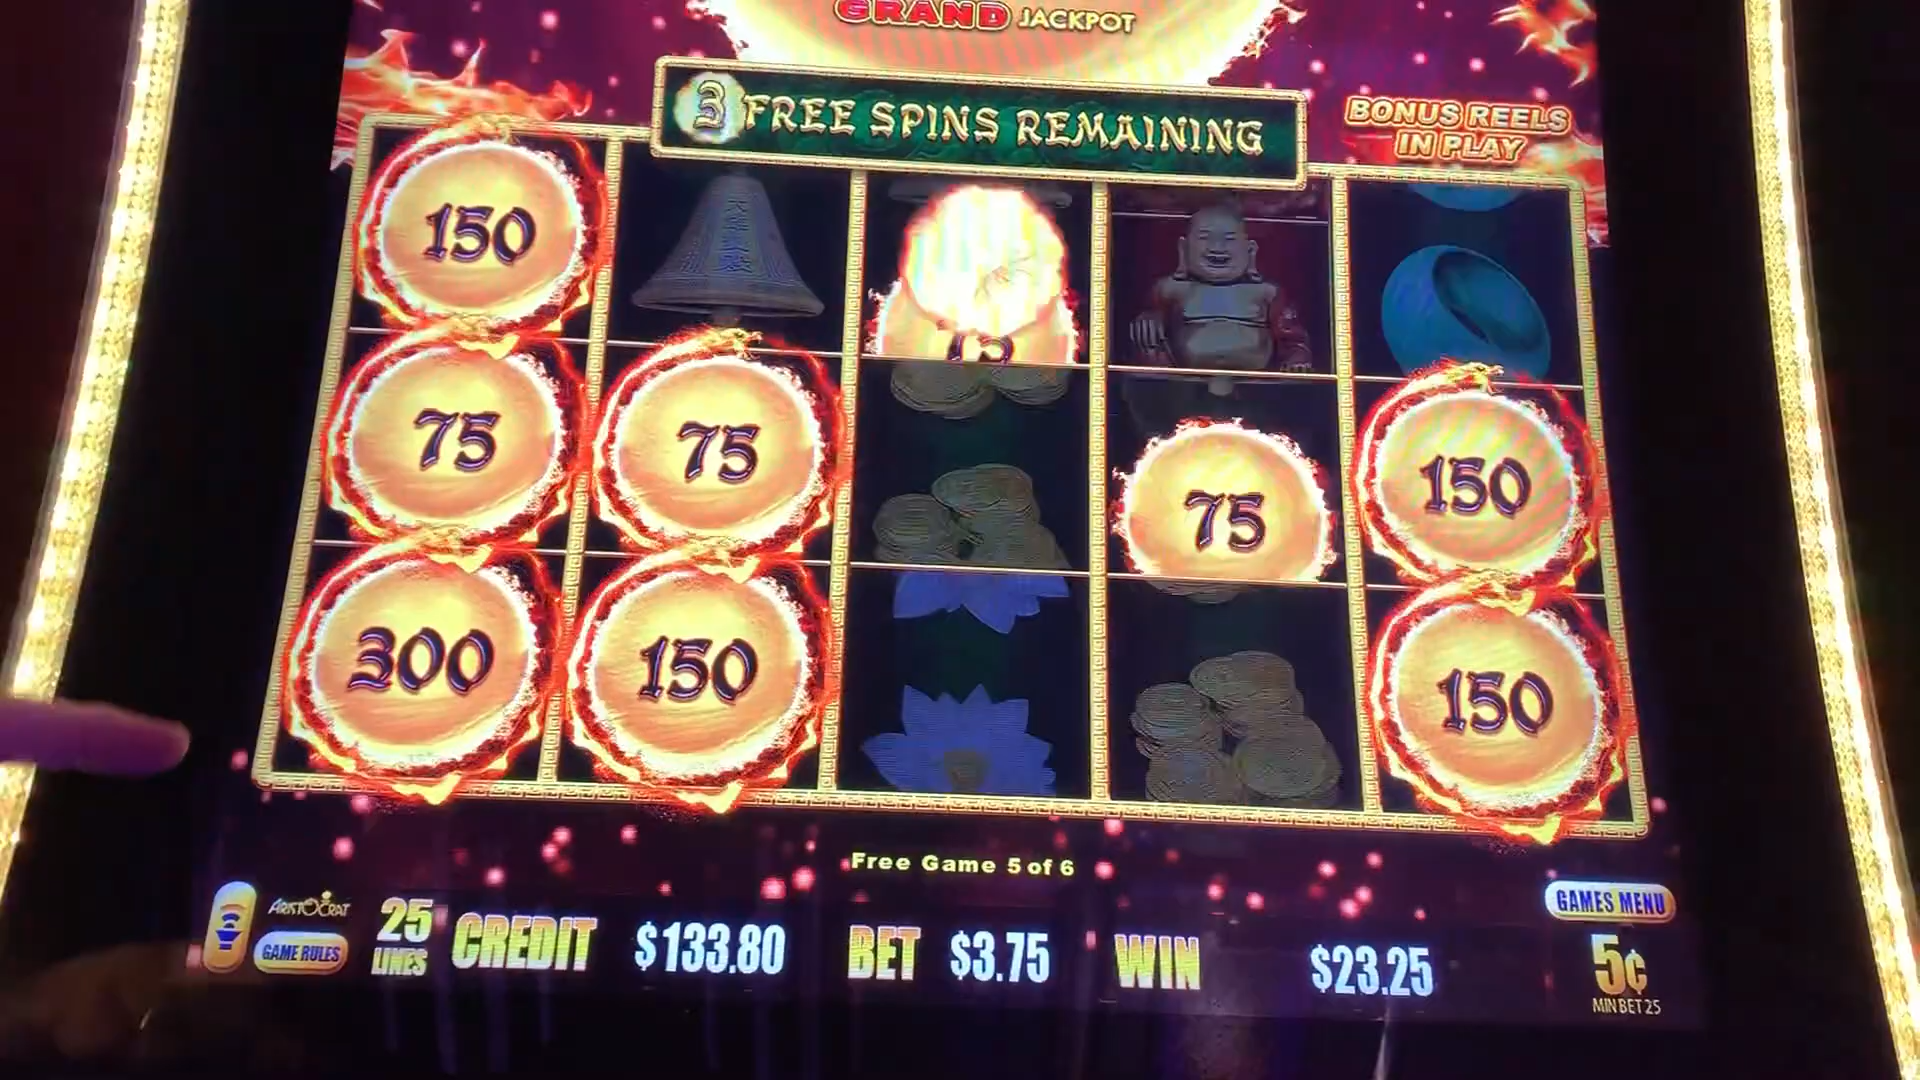 GRAND JACKPOT
3 FREE SPINS REMAINING
BONUS REELS
IN PLAY
150
75
75
75
150
300
150
150
Free Game 5 of 6
GAMES MENU
ARISTOCRAT
GAME RULES
25
LINES
CREDIT $133.80
BET $3.75
WIN $23.25
5¢
MIN BET 25